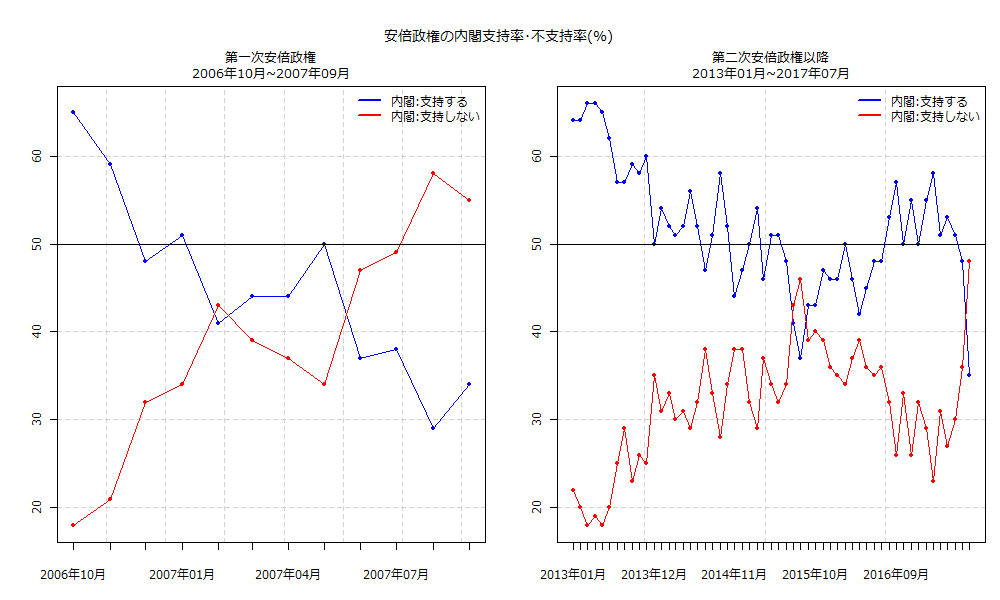 安倍政権の内閣支持率･不支持率(%)
第一次安倍政権
2006年10月~2007年09月
内閣:支持する
内閣:支持しない
60
50
40
30
20
2006年10月
2007年01月
2007年04月
2007年07月
第二次安倍政権以降
2013年01月~2017年07月
内閣:支持する
内閣:支持しない
60
50
40
30
20
2013年01月
2013年12月
2014年11月
2015年10月
2016年09月